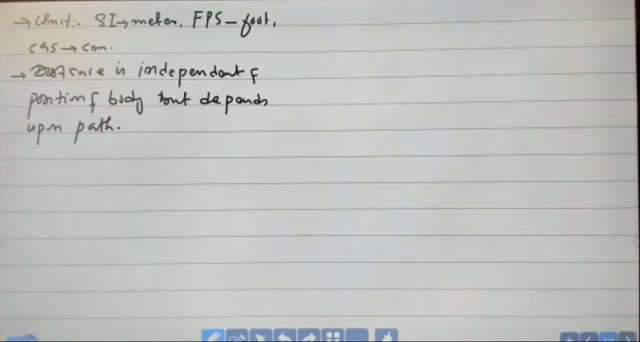 → Unit:- SI→meter. FPS-foot,
CGS→cm.
→ Distance is independent of
position of body but depends
upon path.